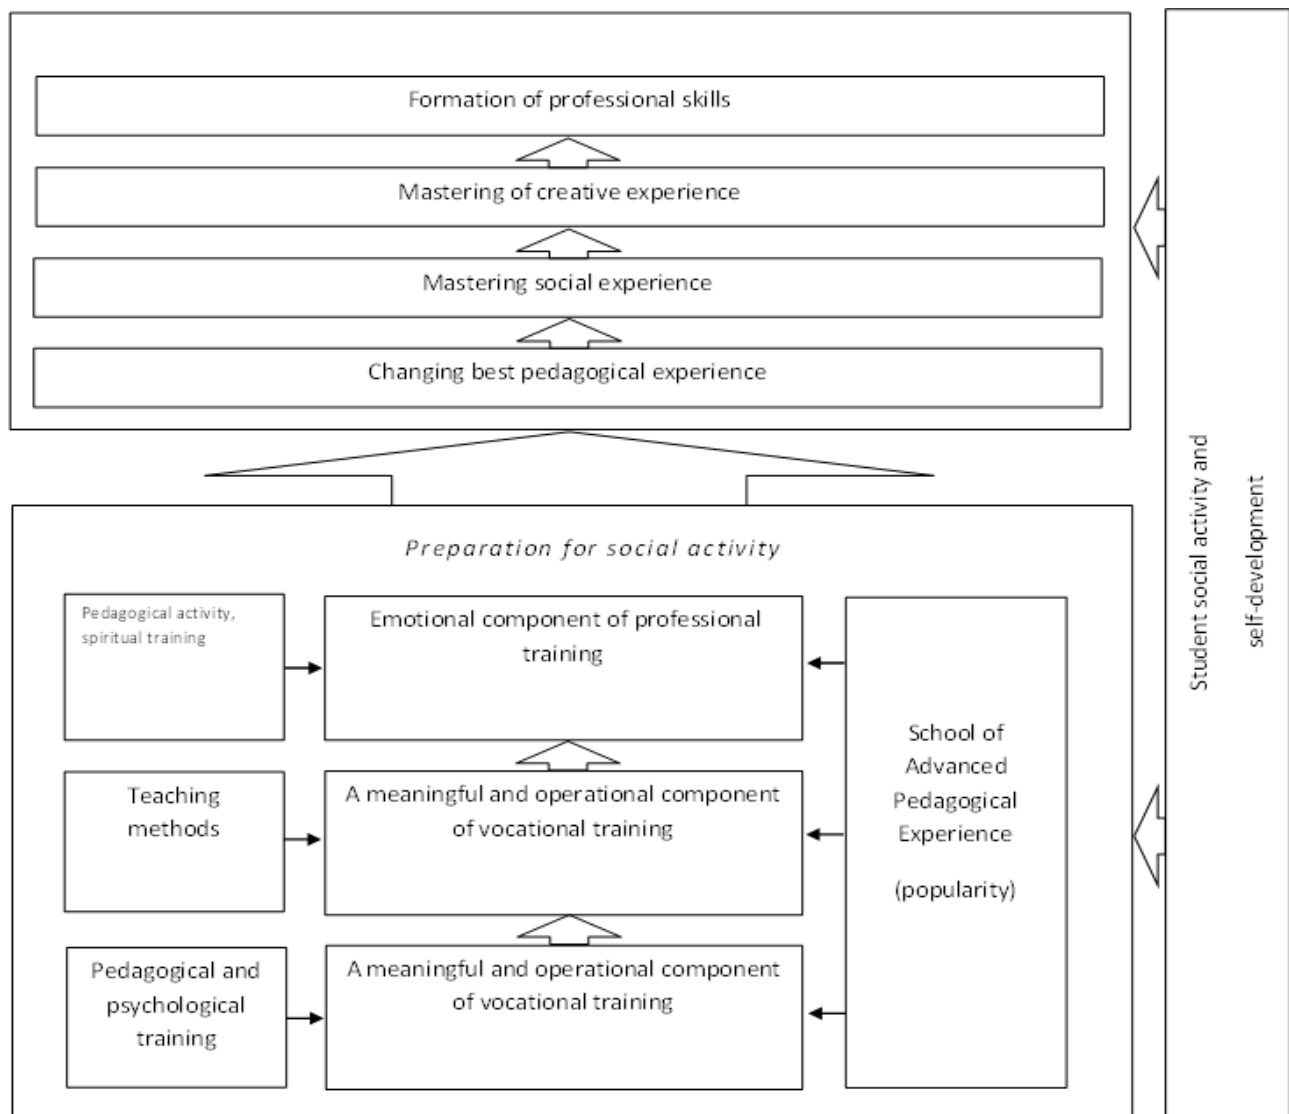 Formation of professional skills
Mastering of creative experience
Mastering social experience
Changing best pedagogical experience
Preparation for social activity
Pedagogical activity,
spiritual training
Emotional component of professional
training
Teaching
methods
A meaningful and operational component
of vocational training
Pedagogical and
psychological
training
A meaningful and operational component
of vocational training
School of
Advanced
Pedagogical
Experience
(popularity)
Student social activity and
self-development